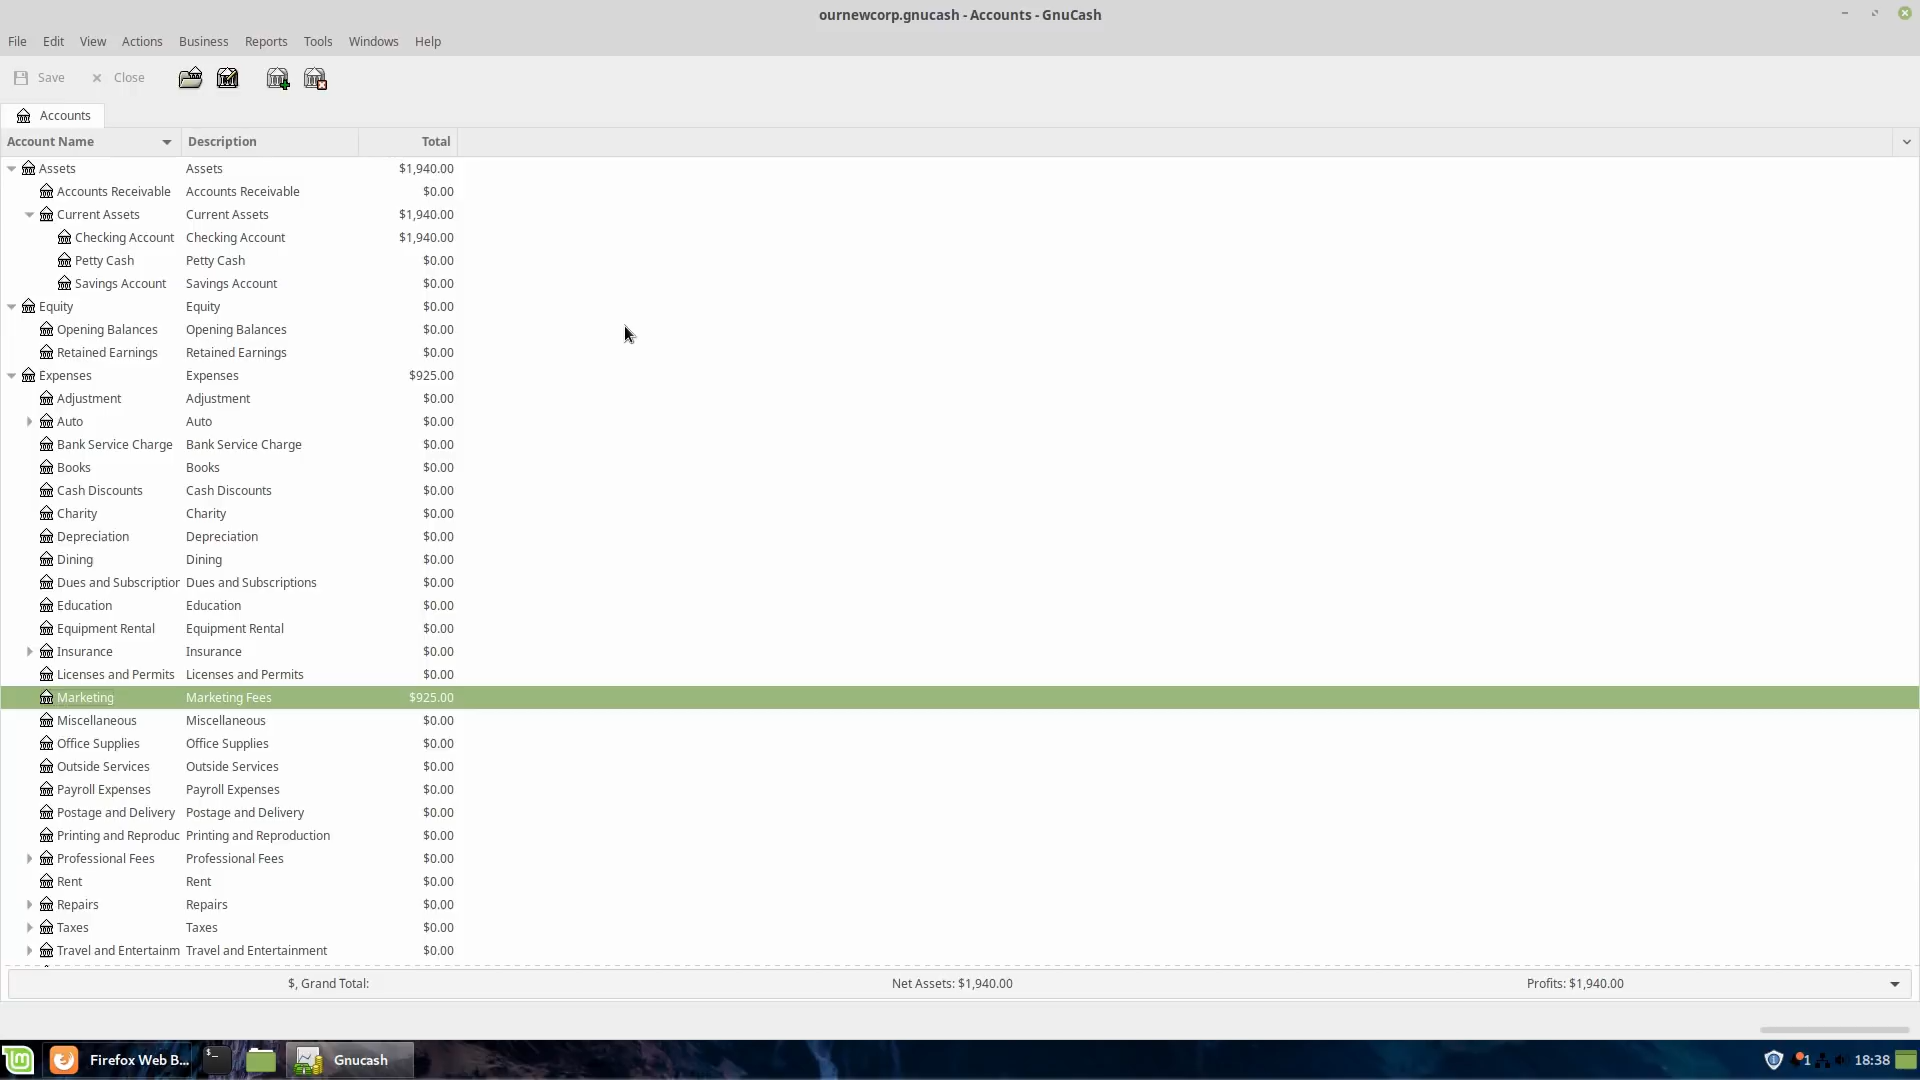 ournewcorp.gnucash - Accounts - GnuCash
File Edit View Actions Business Reports Tools Windows Help
Save Close
Accounts
Account Name Description Total
Assets Assets $1,940.00
Accounts Receivable Accounts Receivable $0.00
Current Assets Current Assets $1,940.00
Checking Account Checking Account $1,940.00
Petty Cash Petty Cash $0.00
Savings Account Savings Account $0.00
Equity Equity $0.00
Opening Balances Opening Balances $0.00
Retained Earnings Retained Earnings $0.00
Expenses Expenses $925.00
Adjustment Adjustment $0.00
Auto Auto $0.00
Bank Service Charge Bank Service Charge $0.00
Books Books $0.00
Cash Discounts Cash Discounts $0.00
Charity Charity $0.00
Depreciation Depreciation $0.00
Dining Dining $0.00
Dues and Subscription Dues and Subscriptions $0.00
Education Education $0.00
Equipment Rental Equipment Rental $0.00
Insurance Insurance $0.00
Licenses and Permits Licenses and Permits $0.00
Marketing Marketing Fees $925.00
Miscellaneous Miscellaneous $0.00
Office Supplies Office Supplies $0.00
Outside Services Outside Services $0.00
Payroll Expenses Payroll Expenses $0.00
Postage and Delivery Postage and Delivery $0.00
Printing and Reproduc Printing and Reproduction $0.00
Professional Fees Professional Fees $0.00
Rent Rent $0.00
Repairs Repairs $0.00
Taxes Taxes $0.00
Travel and Entertainm Travel and Entertainment $0.00
$, Grand Total: Net Assets: $1,940.00 Profits: $1,940.00
Firefox Web B... Gnucash 1 18:38